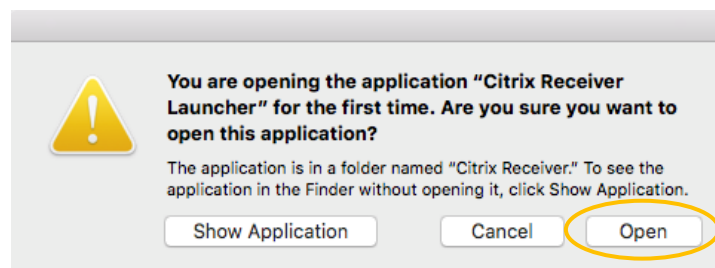 You are opening the application “Citrix Receiver
Launcher” for the first time. Are you sure you want to
open this application?
The application is in a folder named “Citrix Receiver.” To see the
application in the Finder without opening it, click Show Application.
Show Application Cancel Open